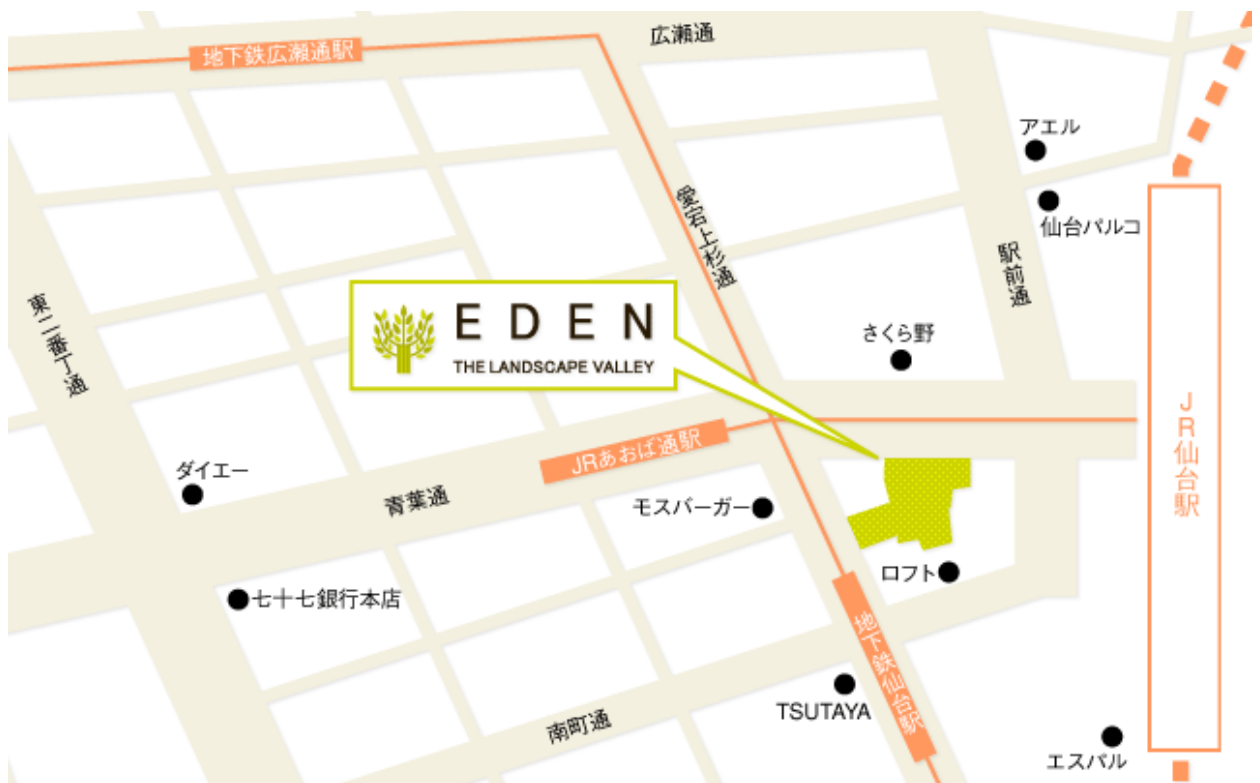 広瀬通
地下鉄広瀬通駅
アエル
仙台パルコ
愛宕上杉通
駅前通
東二番丁通
EDEN
THE LANDSCAPE VALLEY
さくら野
JR仙台駅
JRあおば通駅
ダイエー
青葉通
モスバーガー
ロフト
七十七銀行本店
地下鉄仙台駅
TSUTAYA
南町通
エスパル